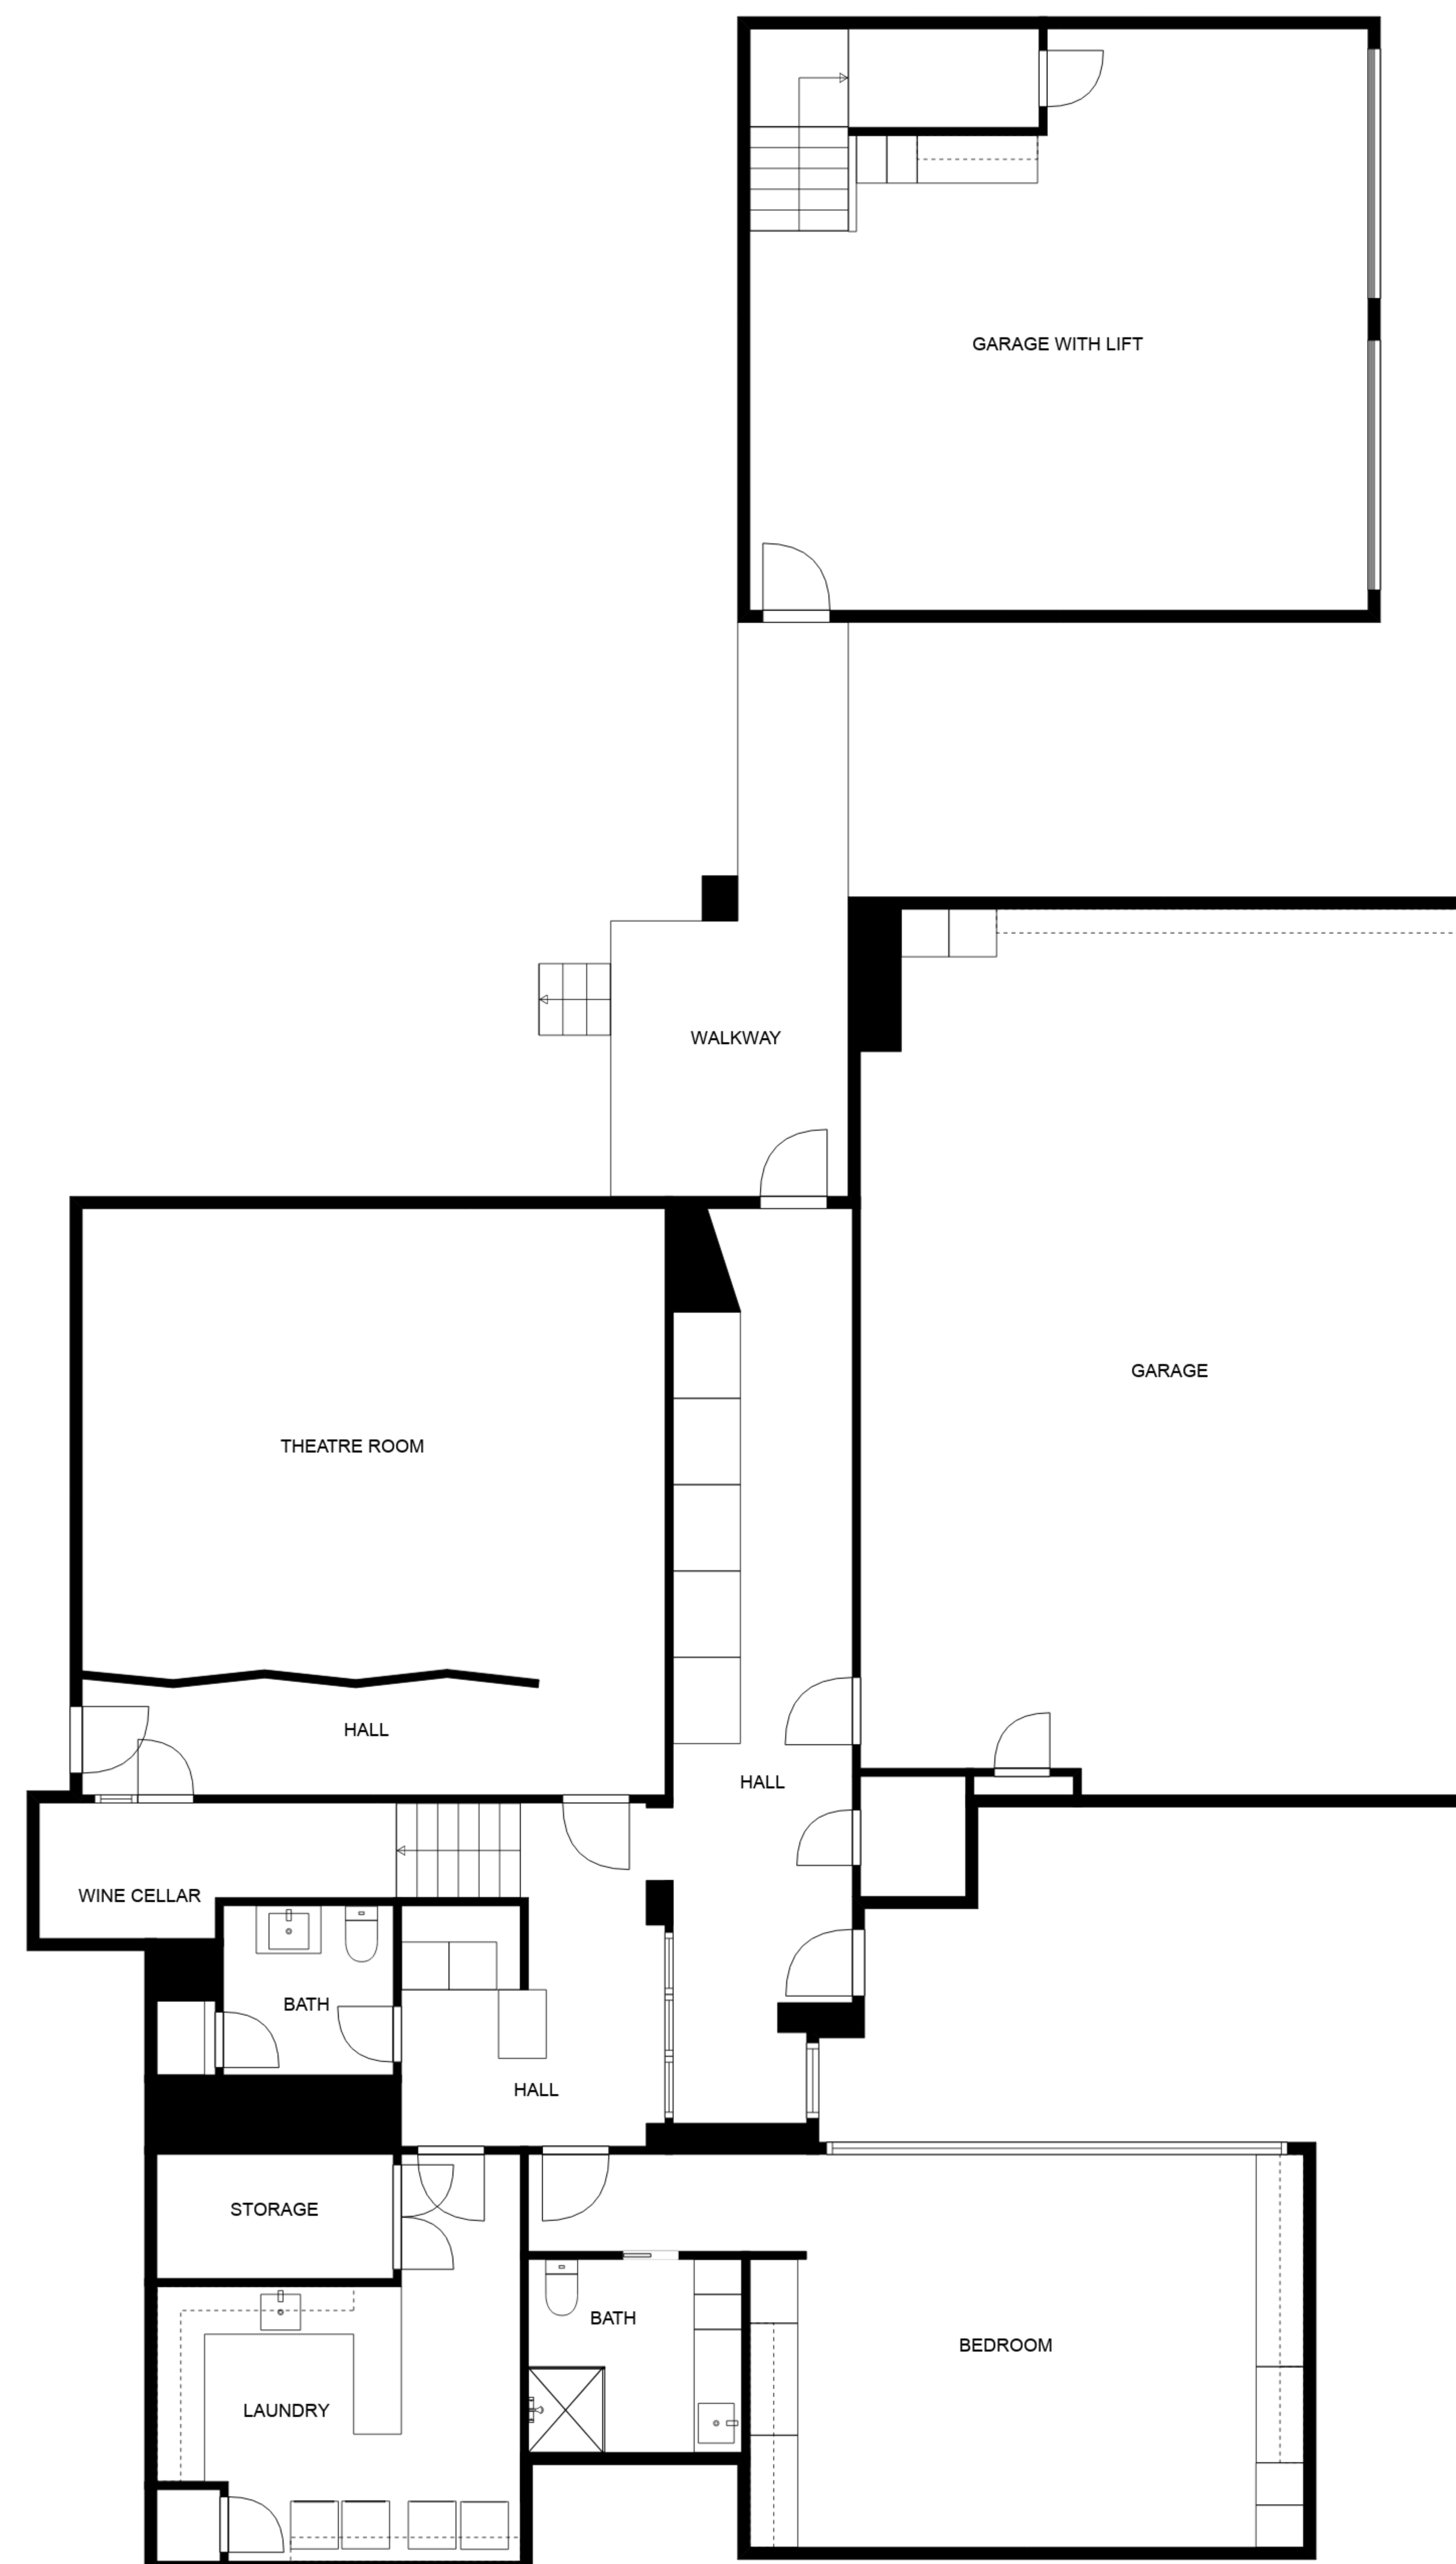 GARAGE WITH LIFT
WALKWAY
GARAGE
THEATRE ROOM
HALL
HALL
WINE CELLAR
BATH
HALL
STORAGE
BATH
BEDROOM
LAUNDRY